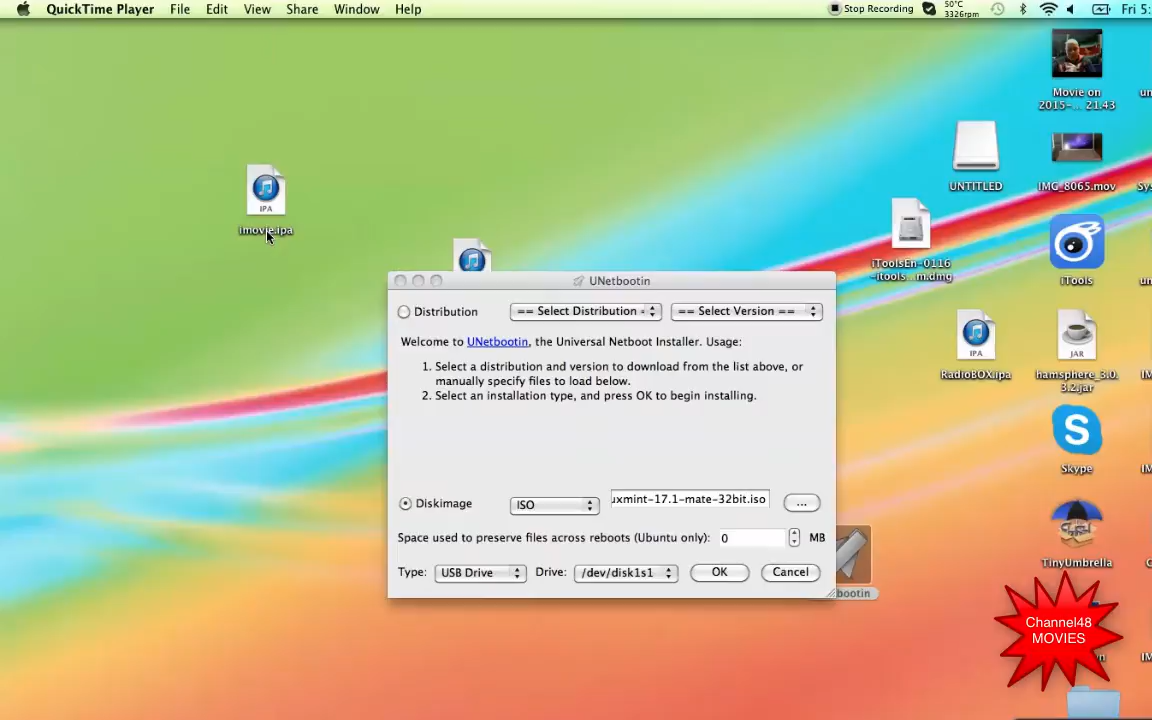 QuickTime Player File Edit View Share Window Help
Stop Recording
50°C
3326rpm
Fri 5:
Movie on
2015-... 21.43
UNTITLED
IMG_8065.mov
IPA
imovie.ipa
iToolsEn-0116
-itools...m.dmg
iTools
UNetbootin
Distribution
== Select Distribution
== Select Version ==
Welcome to UNetbootin, the Universal Netboot Installer. Usage:
1. Select a distribution and version to download from the list above, or
manually specify files to load below.
2. Select an installation type, and press OK to begin installing.
IPA
RadioBOX.ipa
JAR
hamsphere_3.0.
3.2.jar
S
Skype
Diskimage
ISO
uxmint-17.1-mate-32bit.iso
...
Space used to preserve files across reboots (Ubuntu only):
0
MB
Type:
USB Drive
Drive:
/dev/disk1s1
OK
Cancel
bootin
TinyUmbrella
Channel48
MOVIES